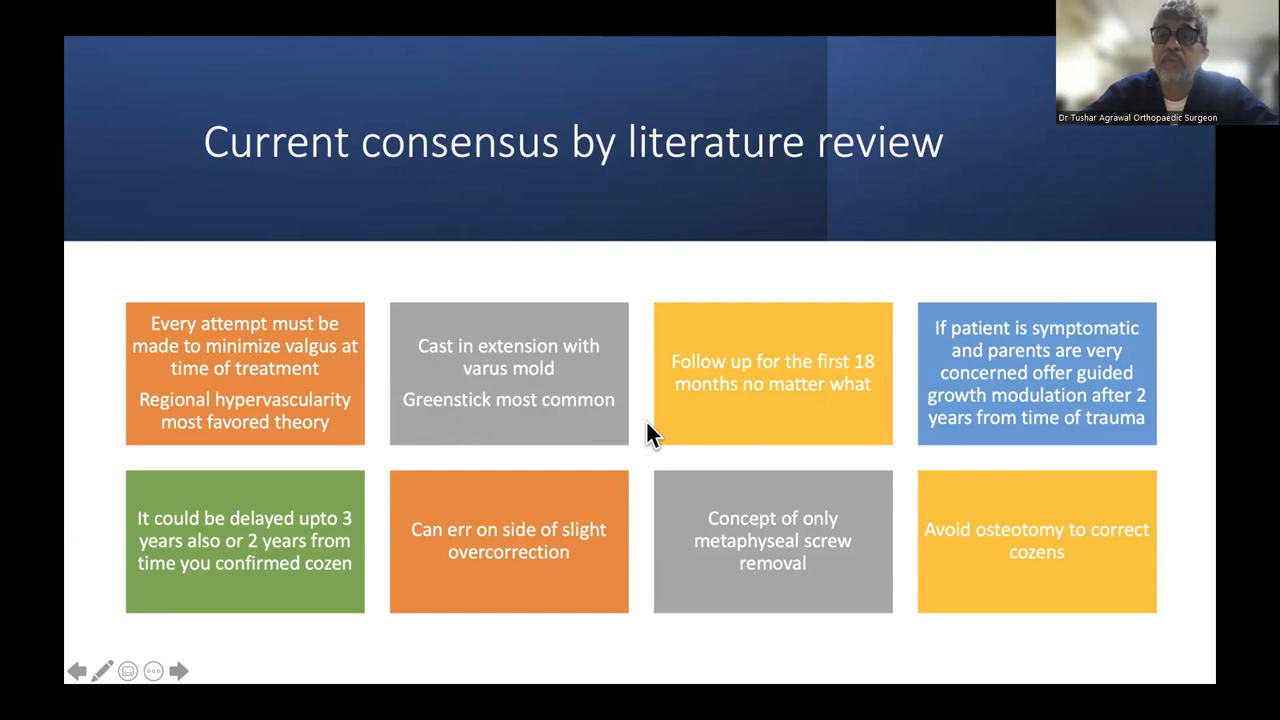 Dr Tushar Agrawal Orthopaedic Surgeon
Current consensus by literature review
Every attempt must be
made to minimize valgus at
time of treatment
Regional hypervascularity
most favored theory
Cast in extension with
varus mold
Greenstick most common
Follow up for the first 18
months no matter what
If patient is symptomatic
and parents are very
concerned offer guided
growth modulation after 2
years from time of trauma
It could be delayed upto 3
years also or 2 years from
time you confirmed cozen
Can err on side of slight
overcorrection
Concept of only
metaphyseal screw
removal
Avoid osteotomy to correct
cozens